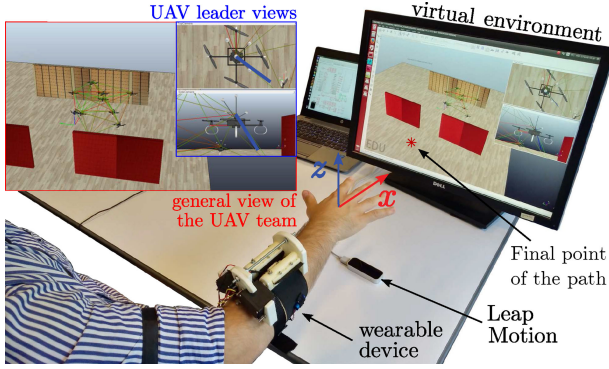 UAV leader views
virtual environment
EDU
general view of
the UAV team
z
x
DELL
Final point
of the path
Leap
Motion
wearable
device